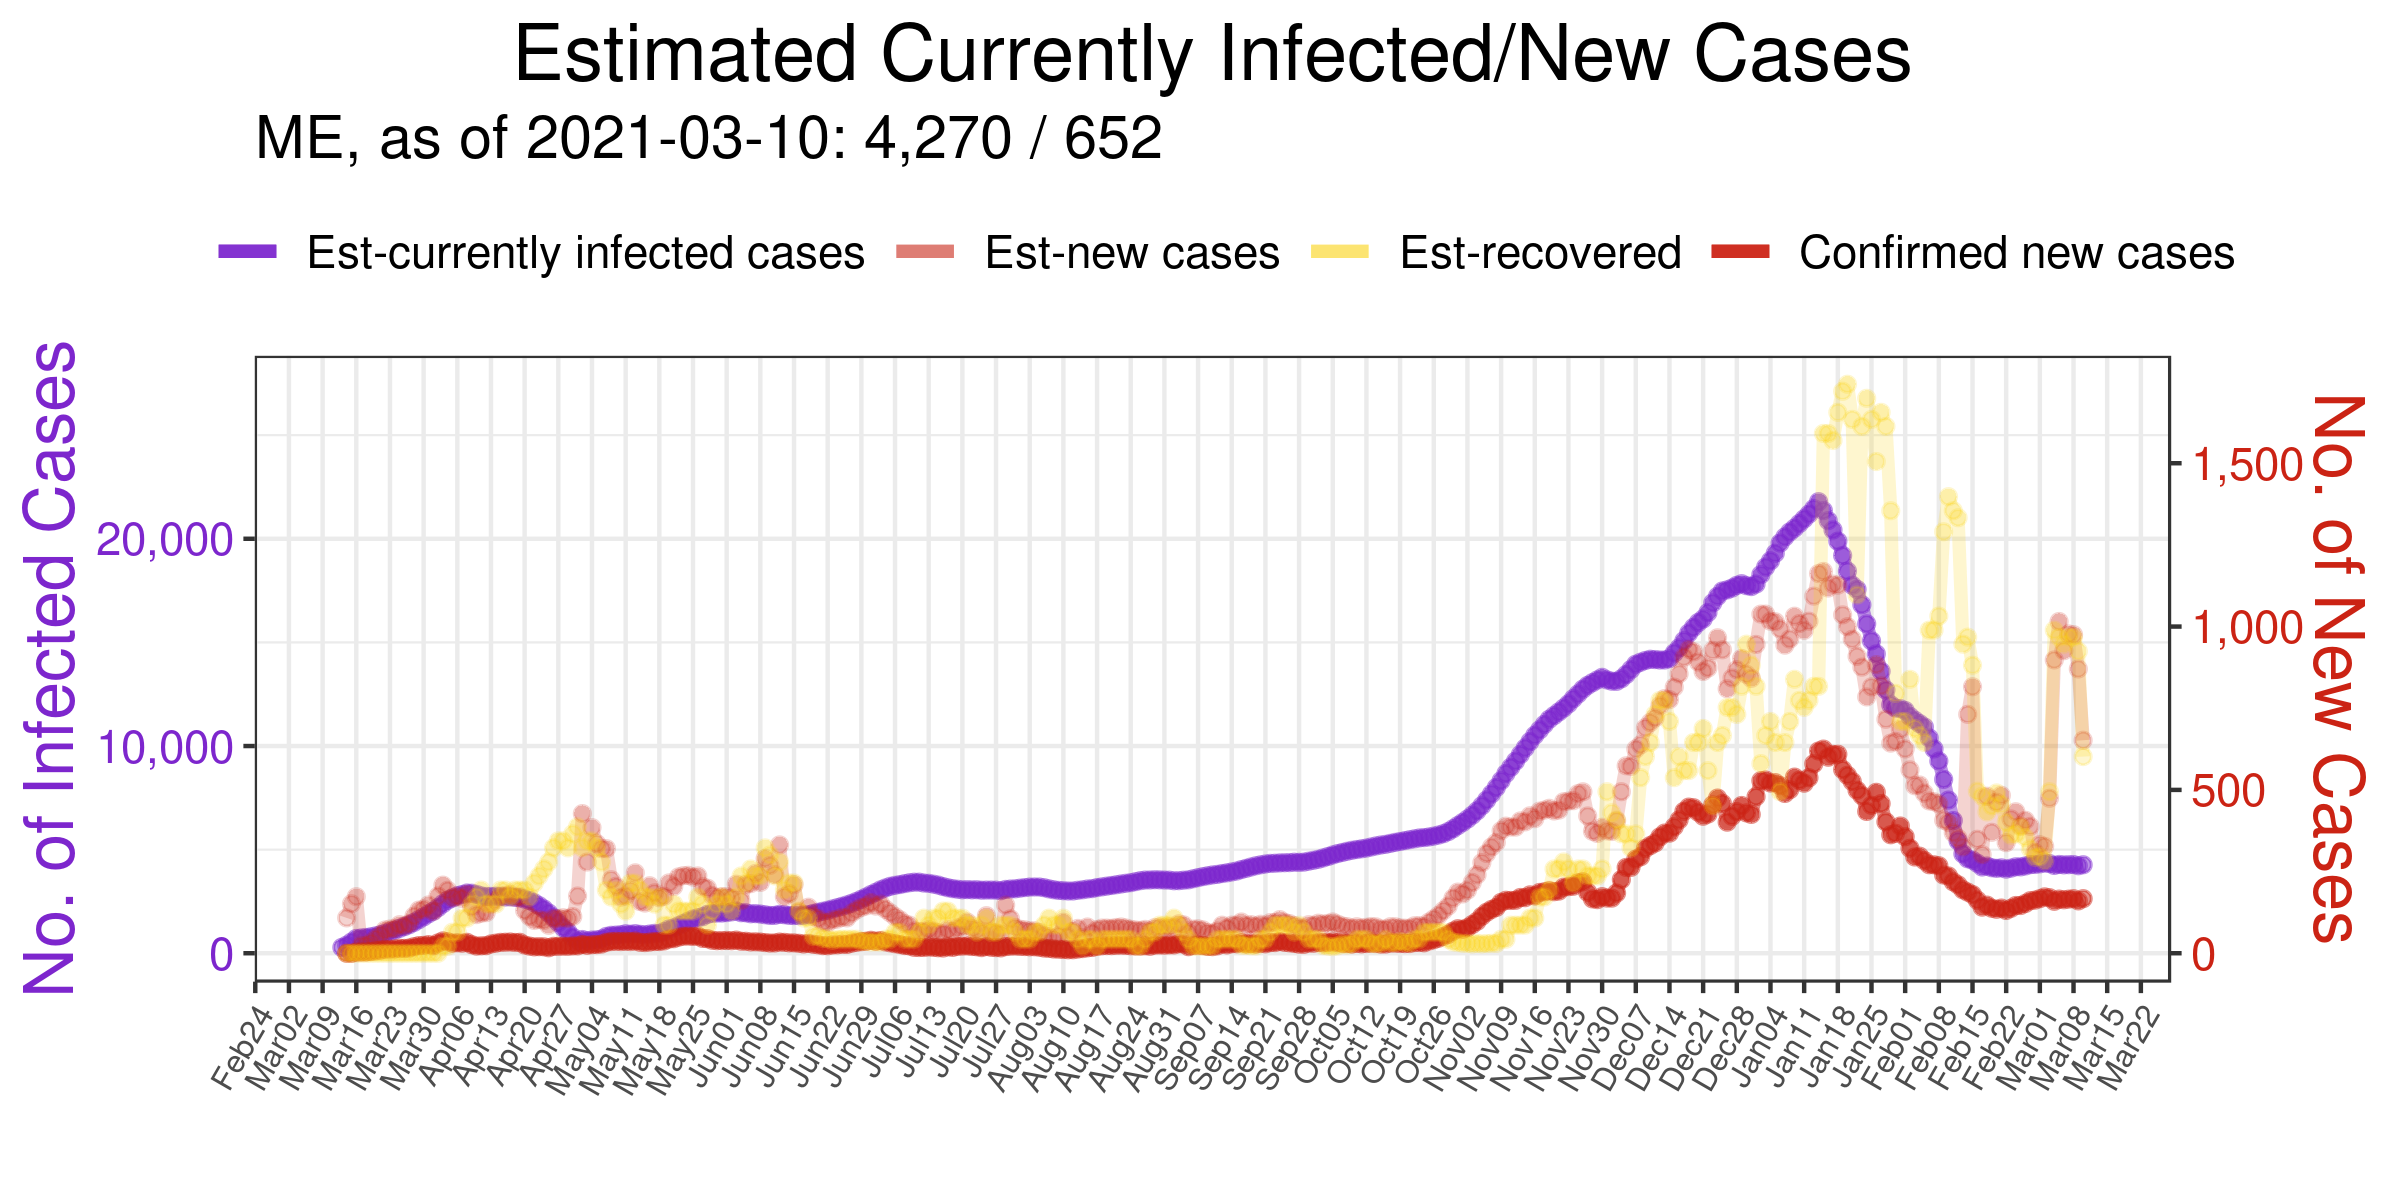 Estimated Currently Infected/New Cases
ME, as of 2021-03-10: 4,270 / 652
Est-currently infected cases
Est-new cases
Est-recovered
Confirmed new cases
No. of Infected Cases
20,000
10,000
0
1,500
1,000
500
0
No. of New Cases
Feb24
Mar02
Mar09
Mar16
Mar23
Mar30
Apr06
Apr13
Apr20
Apr27
May04
May11
May18
May25
Jun01
Jun08
Jun15
Jun22
Jun29
Jul06
Jul13
Jul20
Jul27
Aug03
Aug10
Aug17
Aug24
Aug31
Sep07
Sep14
Sep21
Sep28
Oct05
Oct12
Oct19
Oct26
Nov02
Nov09
Nov16
Nov23
Nov30
Dec07
Dec14
Dec21
Dec28
Jan04
Jan11
Jan18
Jan25
Feb01
Feb08
Feb15
Feb22
Mar01
Mar08
Mar15
Mar22